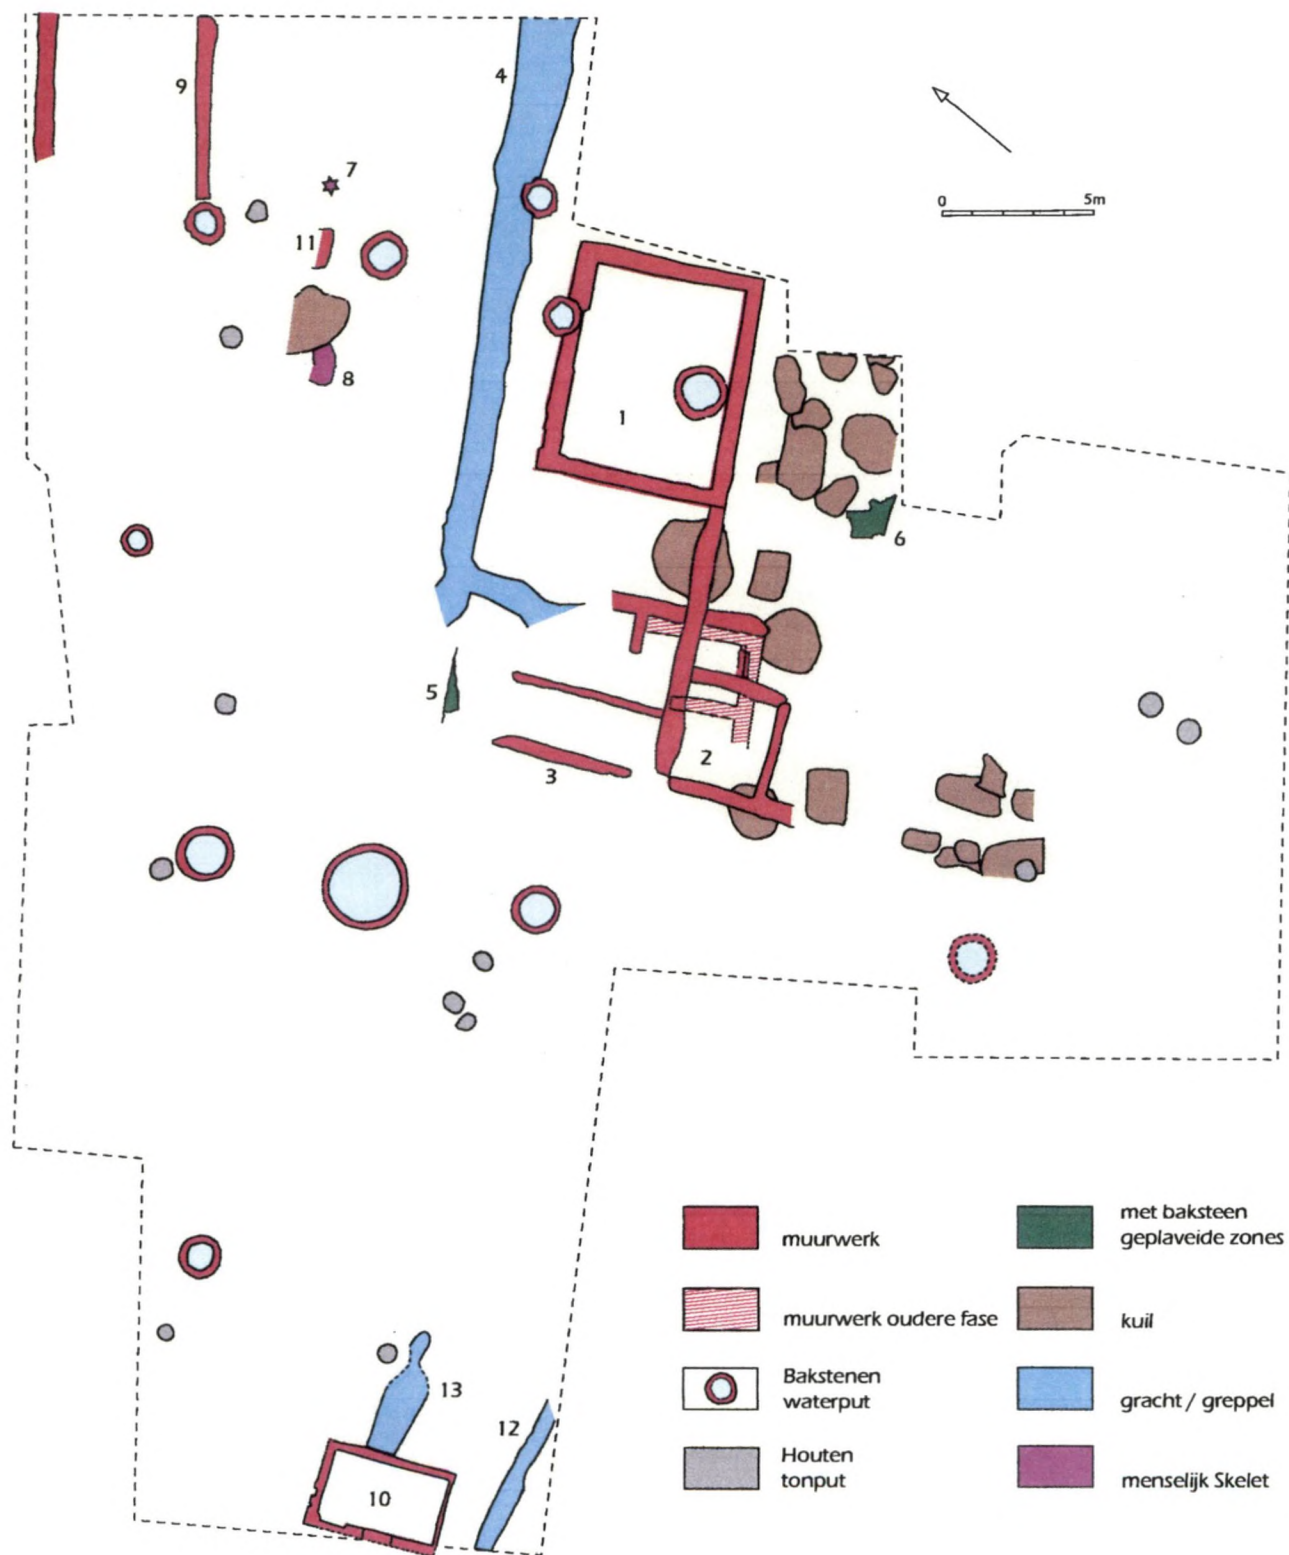 9
4
7
11
8
0 5m
1
6
5
3
2
13
12
10
muurwerk
muurwerk oudere fase
Bakstenen
waterput
Houten
tonput
met baksteen
geplaveide zones
kuil
gracht / greppel
menselijk Skelet